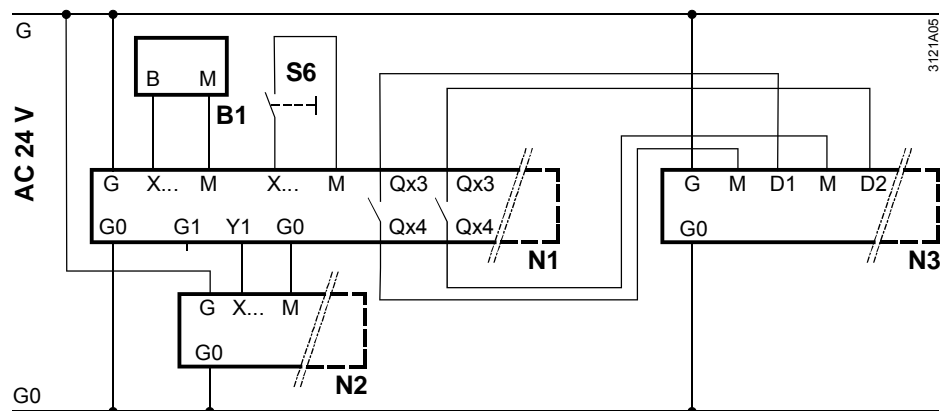 G
3121A05
AC 24 V
B M
B1
S6
G X... M X... M Qx3 Qx3
G0 G1 Y1 G0 Qx4 Qx4
N1
G M D1 M D2
G0
N3
G X... M
G0
N2
G0